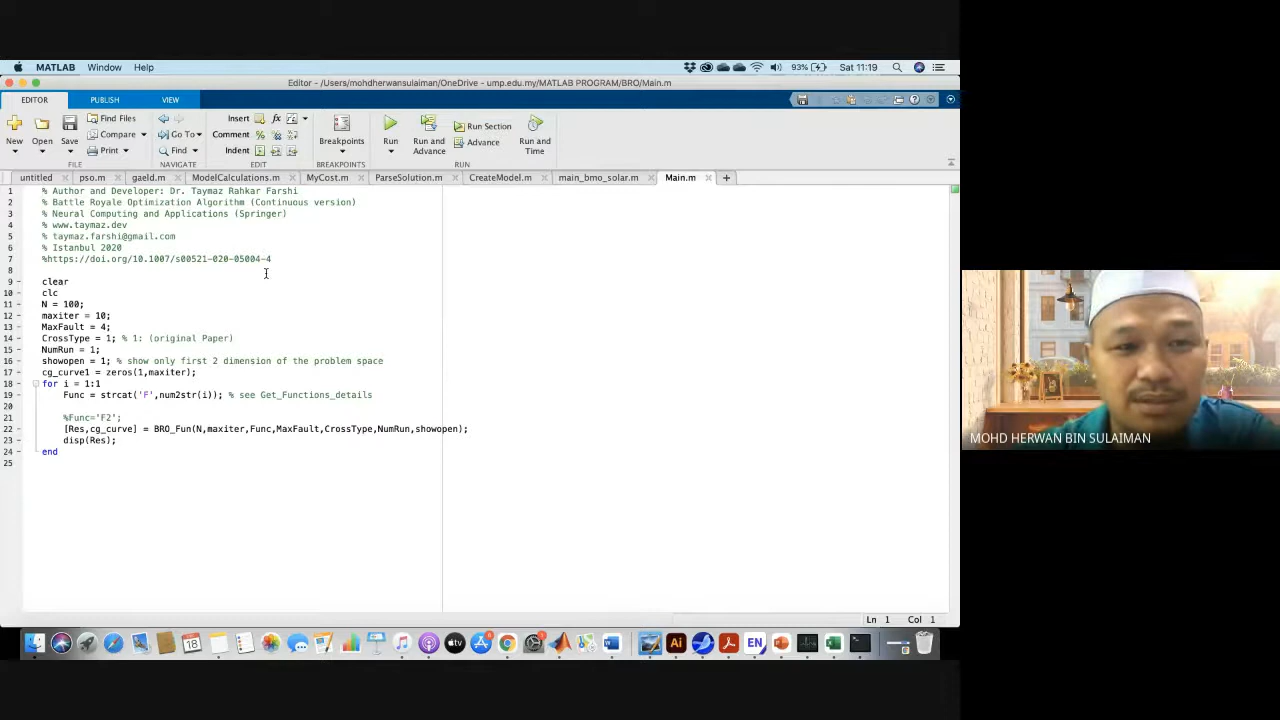 MATLAB Window Help
93% Sat 11:19
Editor - /Users/mohdherwansulaiman/OneDrive - ump.edu.my/MATLAB PROGRAM/BRO/Main.m
EDITOR PUBLISH VIEW
New Open Save
Find Files
Compare
Print
FILE
Go To
Find
NAVIGATE
Insert fx
Comment
Indent
EDIT
Breakpoints
BREAKPOINTS
Run
Run and Advance
Run Section
Advance
Run and Time
RUN
untitled pso.m gaeld.m ModelCalculations.m MyCost.m ParseSolution.m CreateModel.m main_bmo_solar.m Main.m
1 % Author and Developer: Dr. Taymaz Rahkar Farshi
2 % Battle Royale Optimization Algorithm (Continuous version)
3 % Neural Computing and Applications (Springer)
4 % www.taymaz.dev
5 % taymaz.farshi@gmail.com
6 % Istanbul 2020
7 %https://doi.org/10.1007/s00521-020-05004-4
8
9 clear
10 clc
11 N = 100;
12 maxiter = 10;
13 MaxFault = 4;
14 CrossType = 1; % 1: (original Paper)
15 NumRun = 1;
16 showopen = 1; % show only first 2 dimension of the problem space
17 cg_curve1 = zeros(1,maxiter);
18 for i = 1:1
19 Func = strcat('F',num2str(i)); % see Get_Functions_details
20
21 %Func='F2';
22 [Res,cg_curve] = BRO_Fun(N,maxiter,Func,MaxFault,CrossType,NumRun,showopen);
23 disp(Res);
24 end
25
Ln 1 Col 1
MOHD HERWAN BIN SULAIMAN
18
tv
Ai
EN